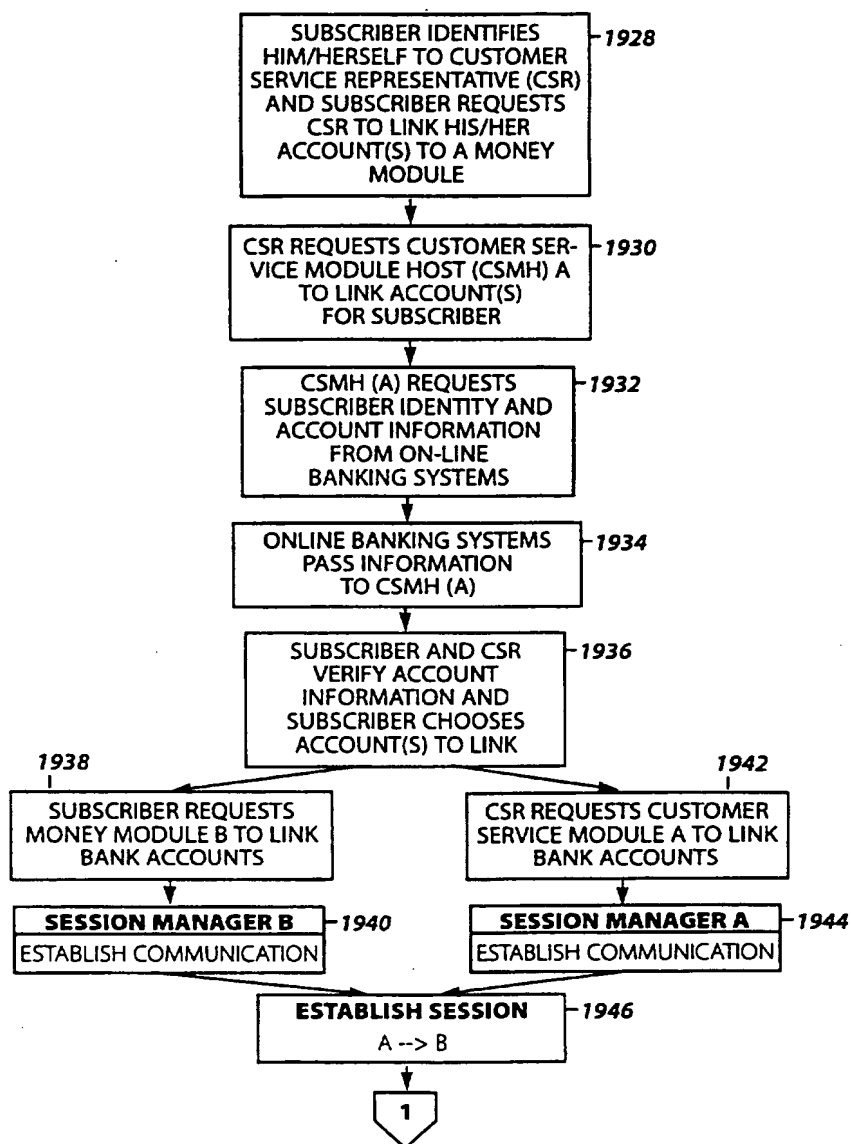 SUBSCRIBER IDENTIFIES
HIM/HERSELF TO CUSTOMER
SERVICE REPRESENTATIVE (CSR)
AND SUBSCRIBER REQUESTS
CSR TO LINK HIS/HER
ACCOUNT(S) TO A MONEY
MODULE
1928
CSR REQUESTS CUSTOMER SER-
VICE MODULE HOST (CSMH) A
TO LINK ACCOUNT(S)
FOR SUBSCRIBER
1930
CSMH (A) REQUESTS
SUBSCRIBER IDENTITY AND
ACCOUNT INFORMATION
FROM ON-LINE
BANKING SYSTEMS
1932
ONLINE BANKING SYSTEMS
PASS INFORMATION
TO CSMH (A)
1934
SUBSCRIBER AND CSR
VERIFY ACCOUNT
INFORMATION AND
SUBSCRIBER CHOOSES
ACCOUNT(S) TO LINK
1936
1938
SUBSCRIBER REQUESTS
MONEY MODULE B TO LINK
BANK ACCOUNTS
1942
CSR REQUESTS CUSTOMER
SERVICE MODULE A TO LINK
BANK ACCOUNTS
SESSION MANAGER B
1940
ESTABLISH COMMUNICATION
SESSION MANAGER A
1944
ESTABLISH COMMUNICATION
ESTABLISH SESSION
1946
A --> B
1